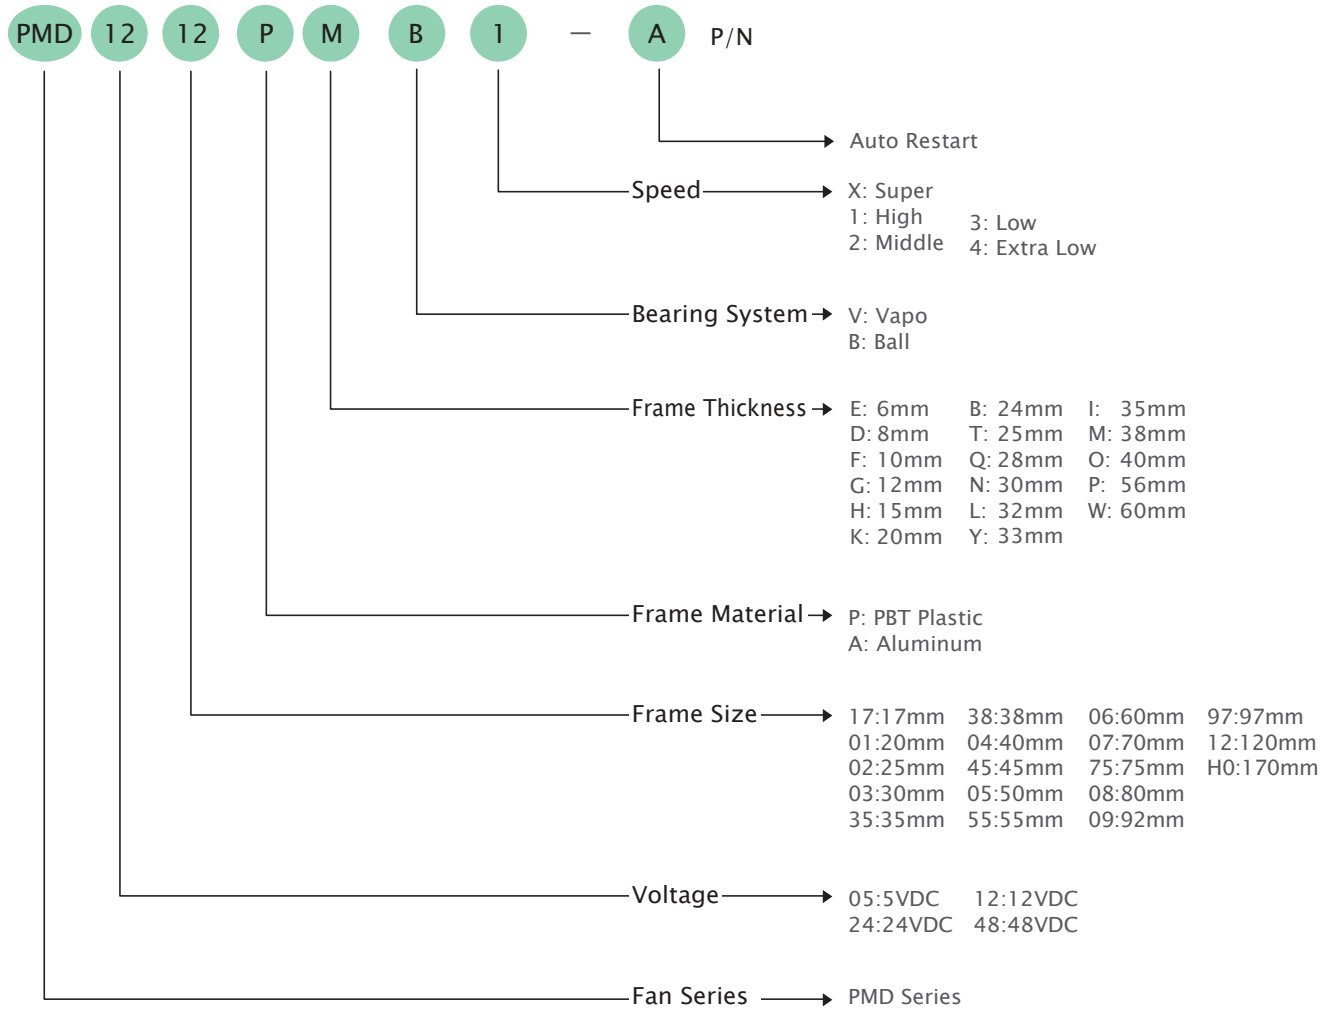 PMD 12 12 P M B 1 – A P/N
Auto Restart
Speed X: Super
1: High 3: Low
2: Middle 4: Extra Low
Bearing System V: Vapo
B: Ball
Frame Thickness E: 6mm B: 24mm I: 35mm
D: 8mm T: 25mm M: 38mm
F: 10mm Q: 28mm O: 40mm
G: 12mm N: 30mm P: 56mm
H: 15mm L: 32mm W: 60mm
K: 20mm Y: 33mm
Frame Material P: PBT Plastic
A: Aluminum
Frame Size 17:17mm 38:38mm 06:60mm 97:97mm
01:20mm 04:40mm 07:70mm 12:120mm
02:25mm 45:45mm 75:75mm H0:170mm
03:30mm 05:50mm 08:80mm
35:35mm 55:55mm 09:92mm
Voltage 05:5VDC 12:12VDC
24:24VDC 48:48VDC
Fan Series PMD Series